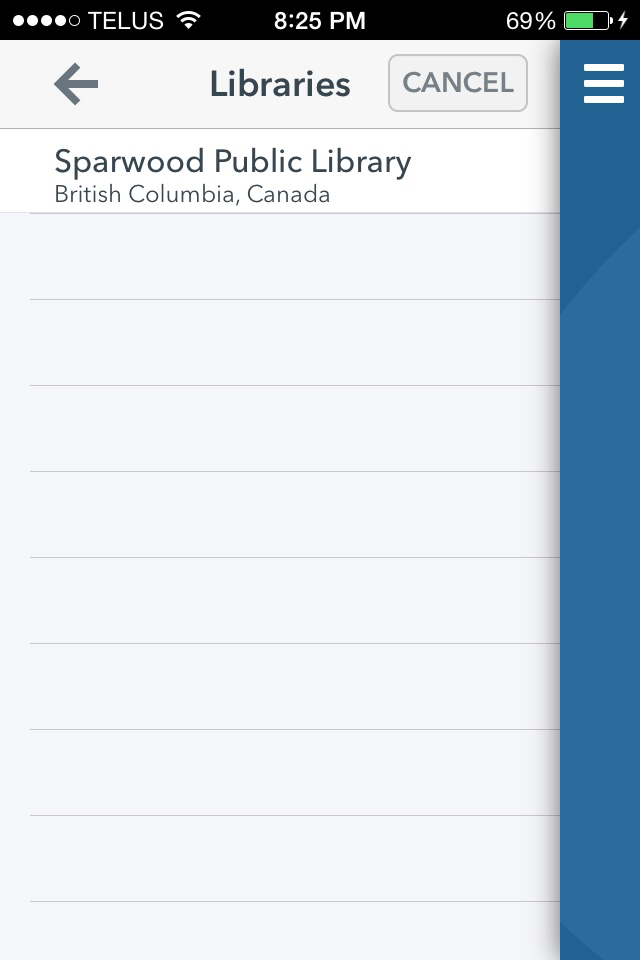 TELUS 8:25 PM 69%
Libraries CANCEL
Sparwood Public Library
British Columbia, Canada